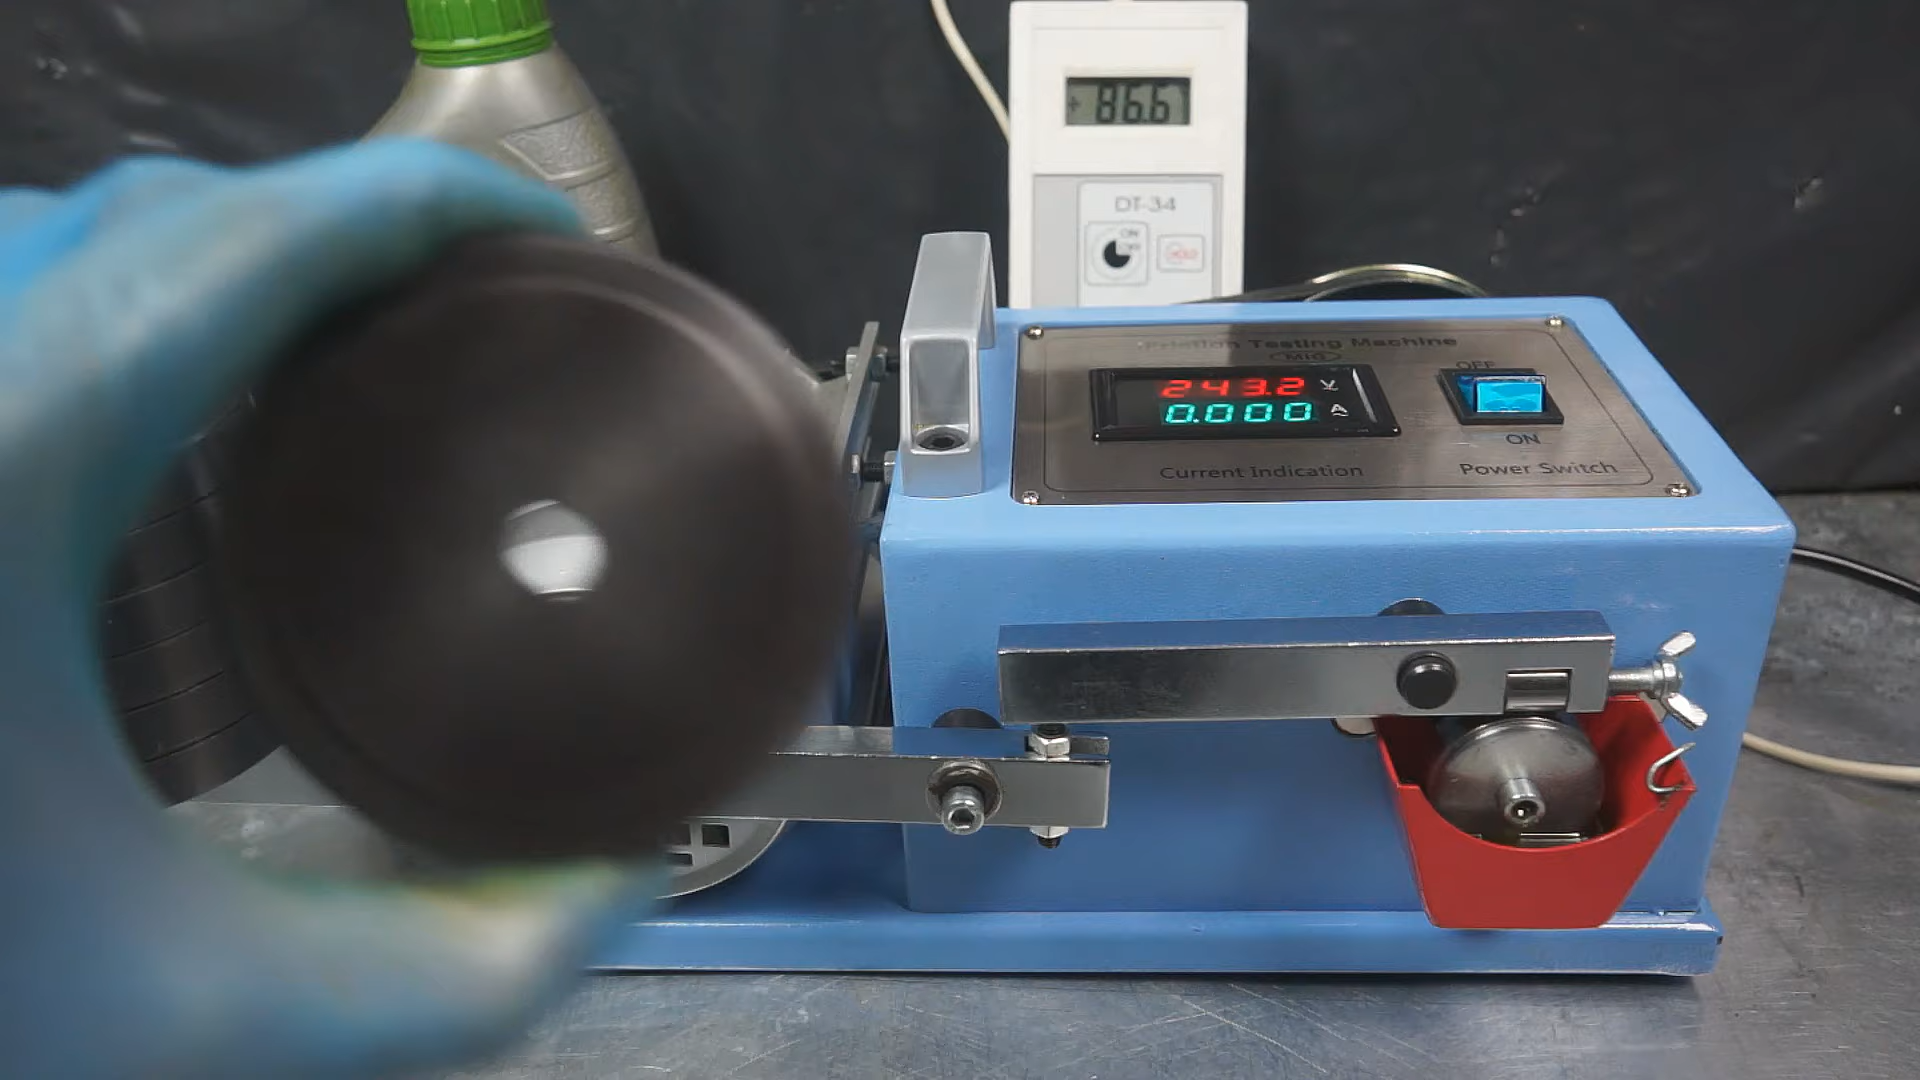 +86.6
DT-34
ON
OFF
HOLD
Friction Testing Machine
MIG
243.2 V
0.000 A
OFF
ON
Current Indication
Power Switch